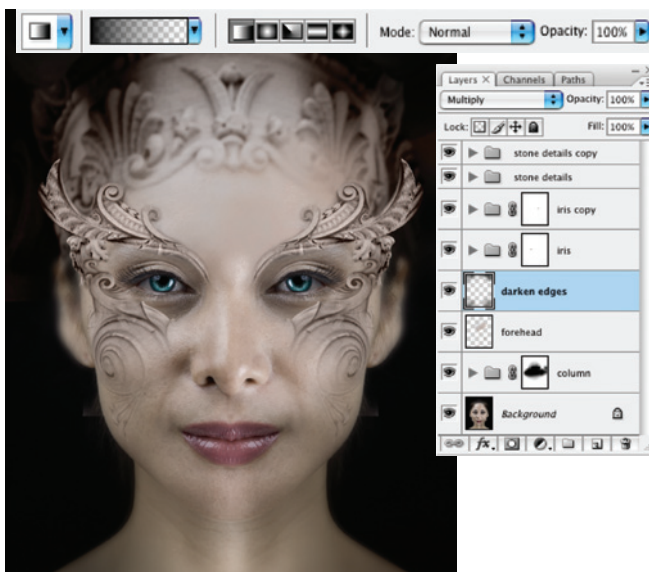 Mode: Normal Opacity: 100%
Layers × Channels Paths
Multiply Opacity: 100%
Lock: Fill: 100%
stone details copy
stone details
iris copy
iris
darken edges
forehead
column
Background
fx.